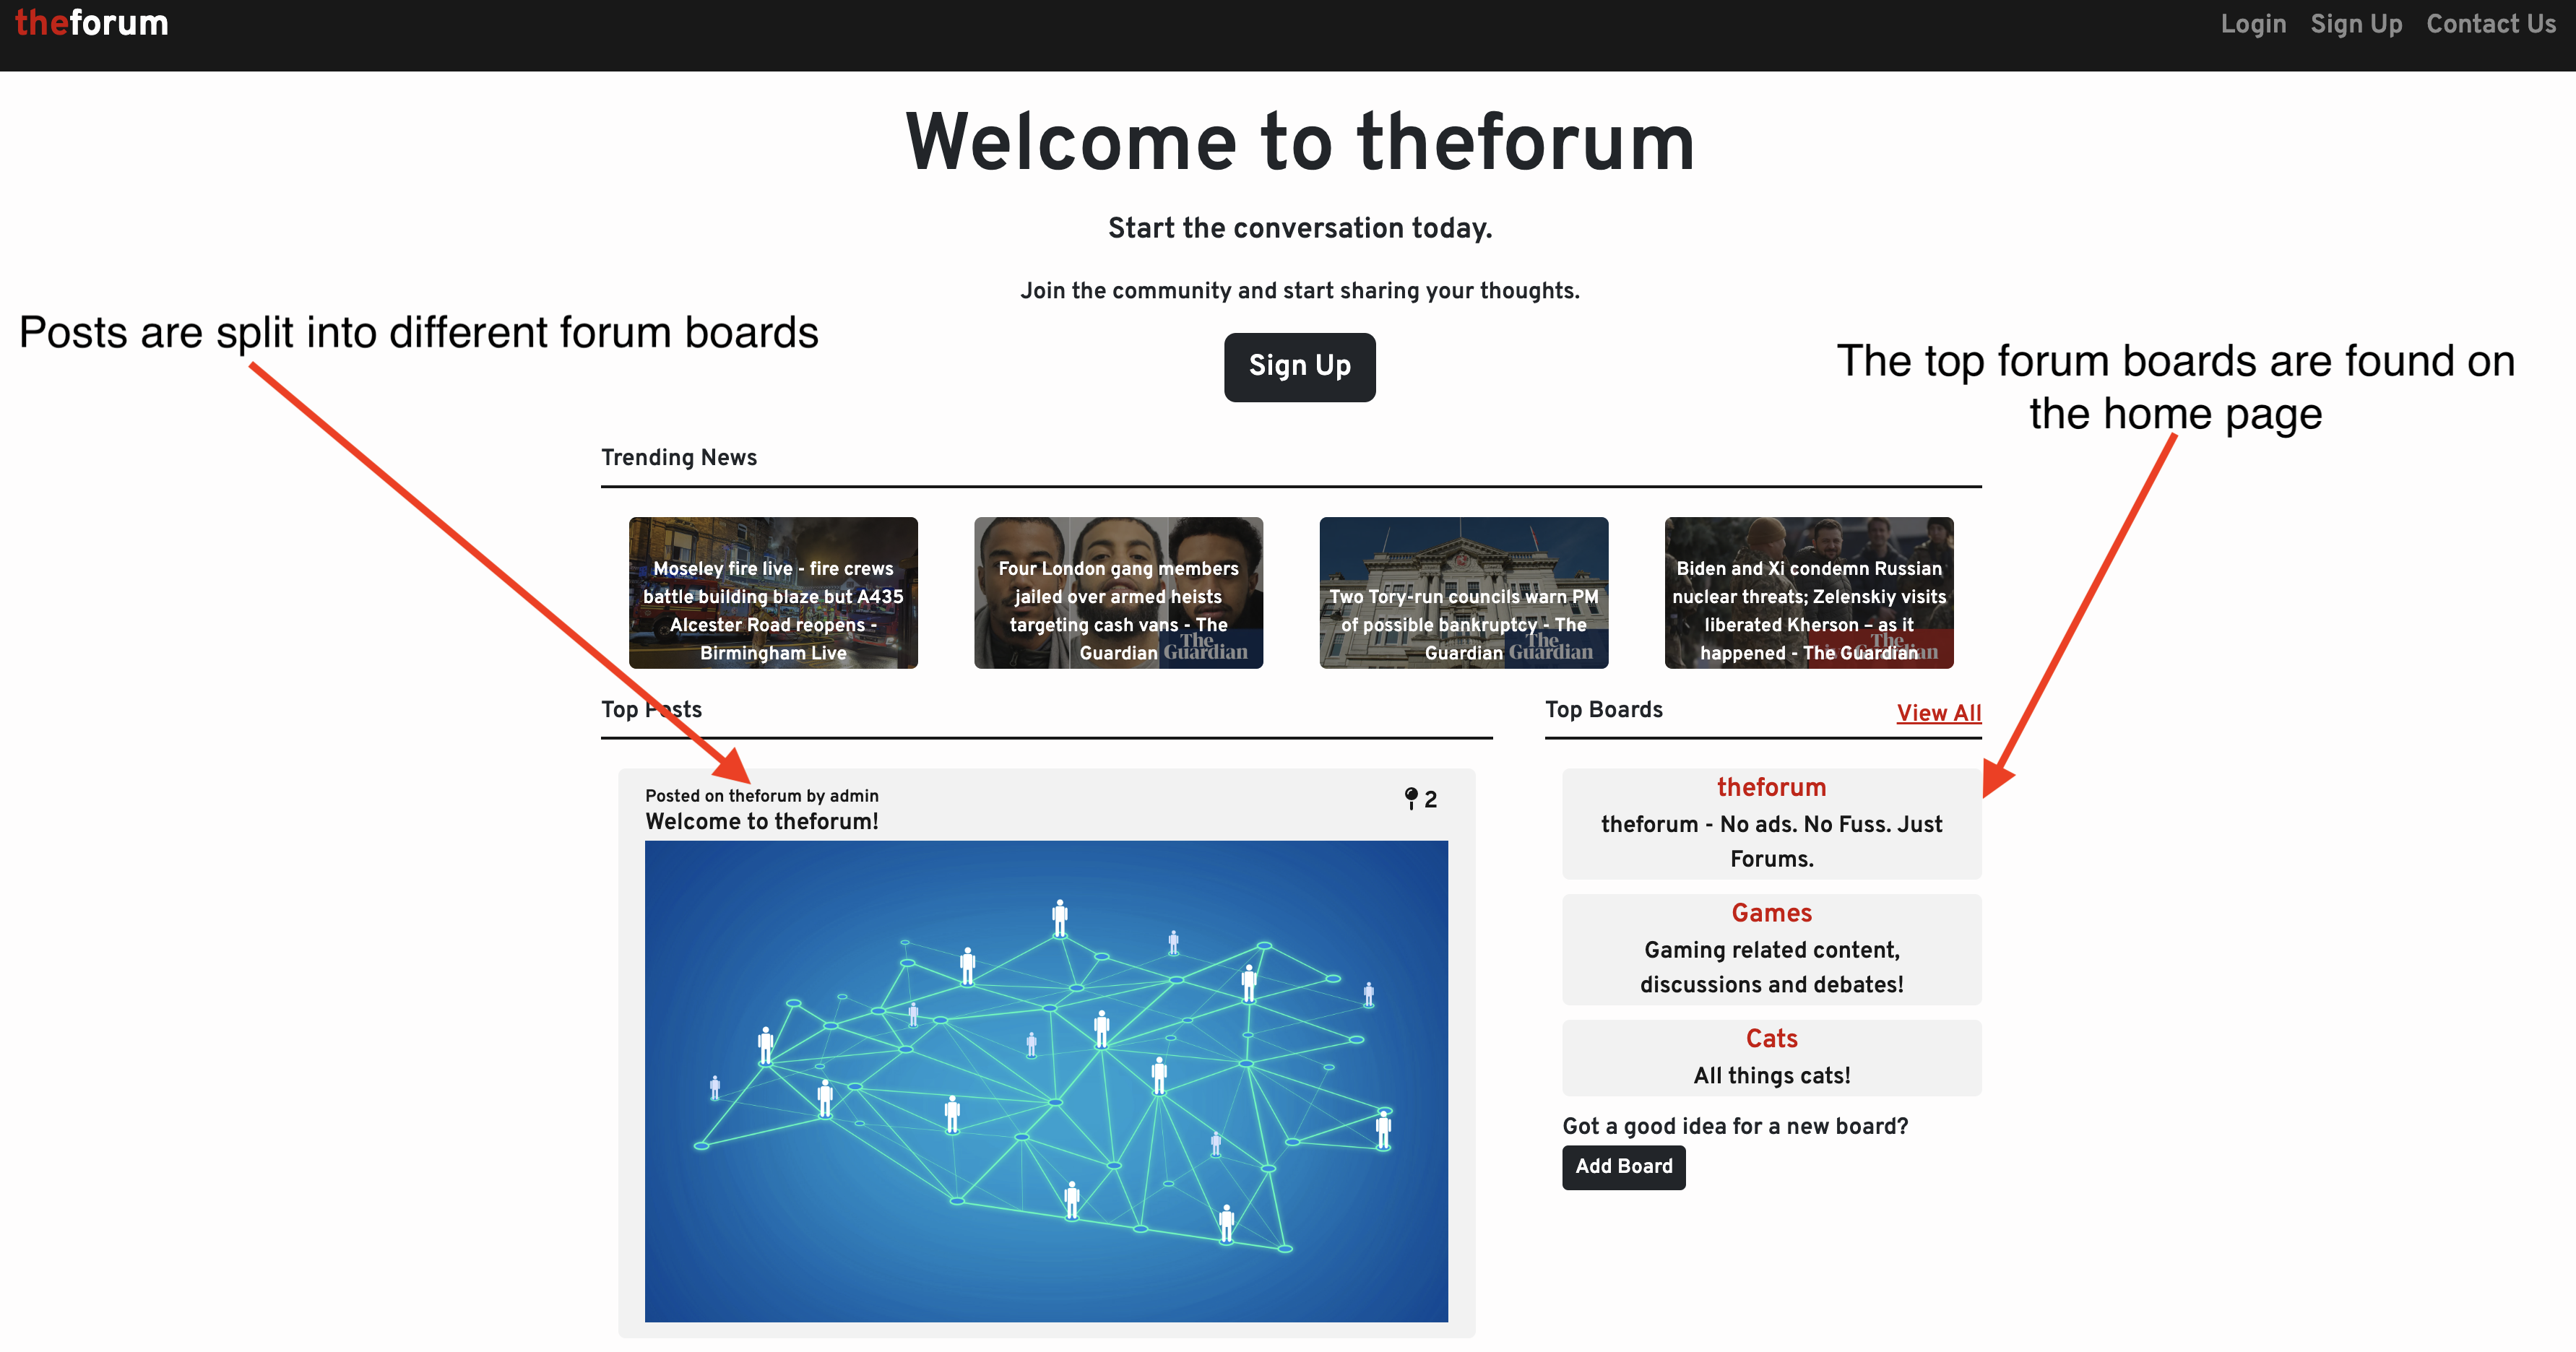 theforum
Login Sign Up Contact Us
Welcome to theforum
Start the conversation today.
Join the community and start sharing your thoughts.
Sign Up
Posts are split into different forum boards
The top forum boards are found on
the home page
Trending News
Moseley fire live - fire crews
battle building blaze but A435
Alcester Road reopens -
Birmingham Live
Four London gang members
jailed over armed heists
targeting cash vans - The
Guardian
The
Guardian
Two Tory-run councils warn PM
of possible bankruptcy - The
Guardian
The
Guardian
Biden and Xi condemn Russian
nuclear threats; Zelenskiy visits
liberated Kherson – as it
happened - The Guardian
The
Guardian
Top Posts
Posted on theforum by admin
2
Welcome to theforum!
Top Boards
View All
theforum
theforum - No ads. No Fuss. Just
Forums.
Games
Gaming related content,
discussions and debates!
Cats
All things cats!
Got a good idea for a new board?
Add Board